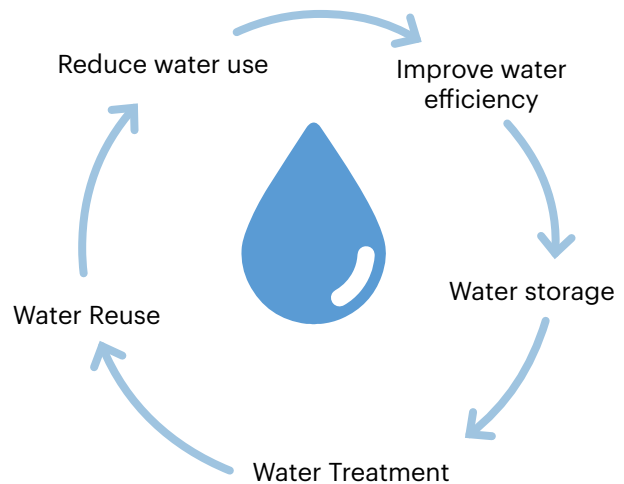 Reduce water use
Improve water
efficiency
Water storage
Water Treatment
Water Reuse